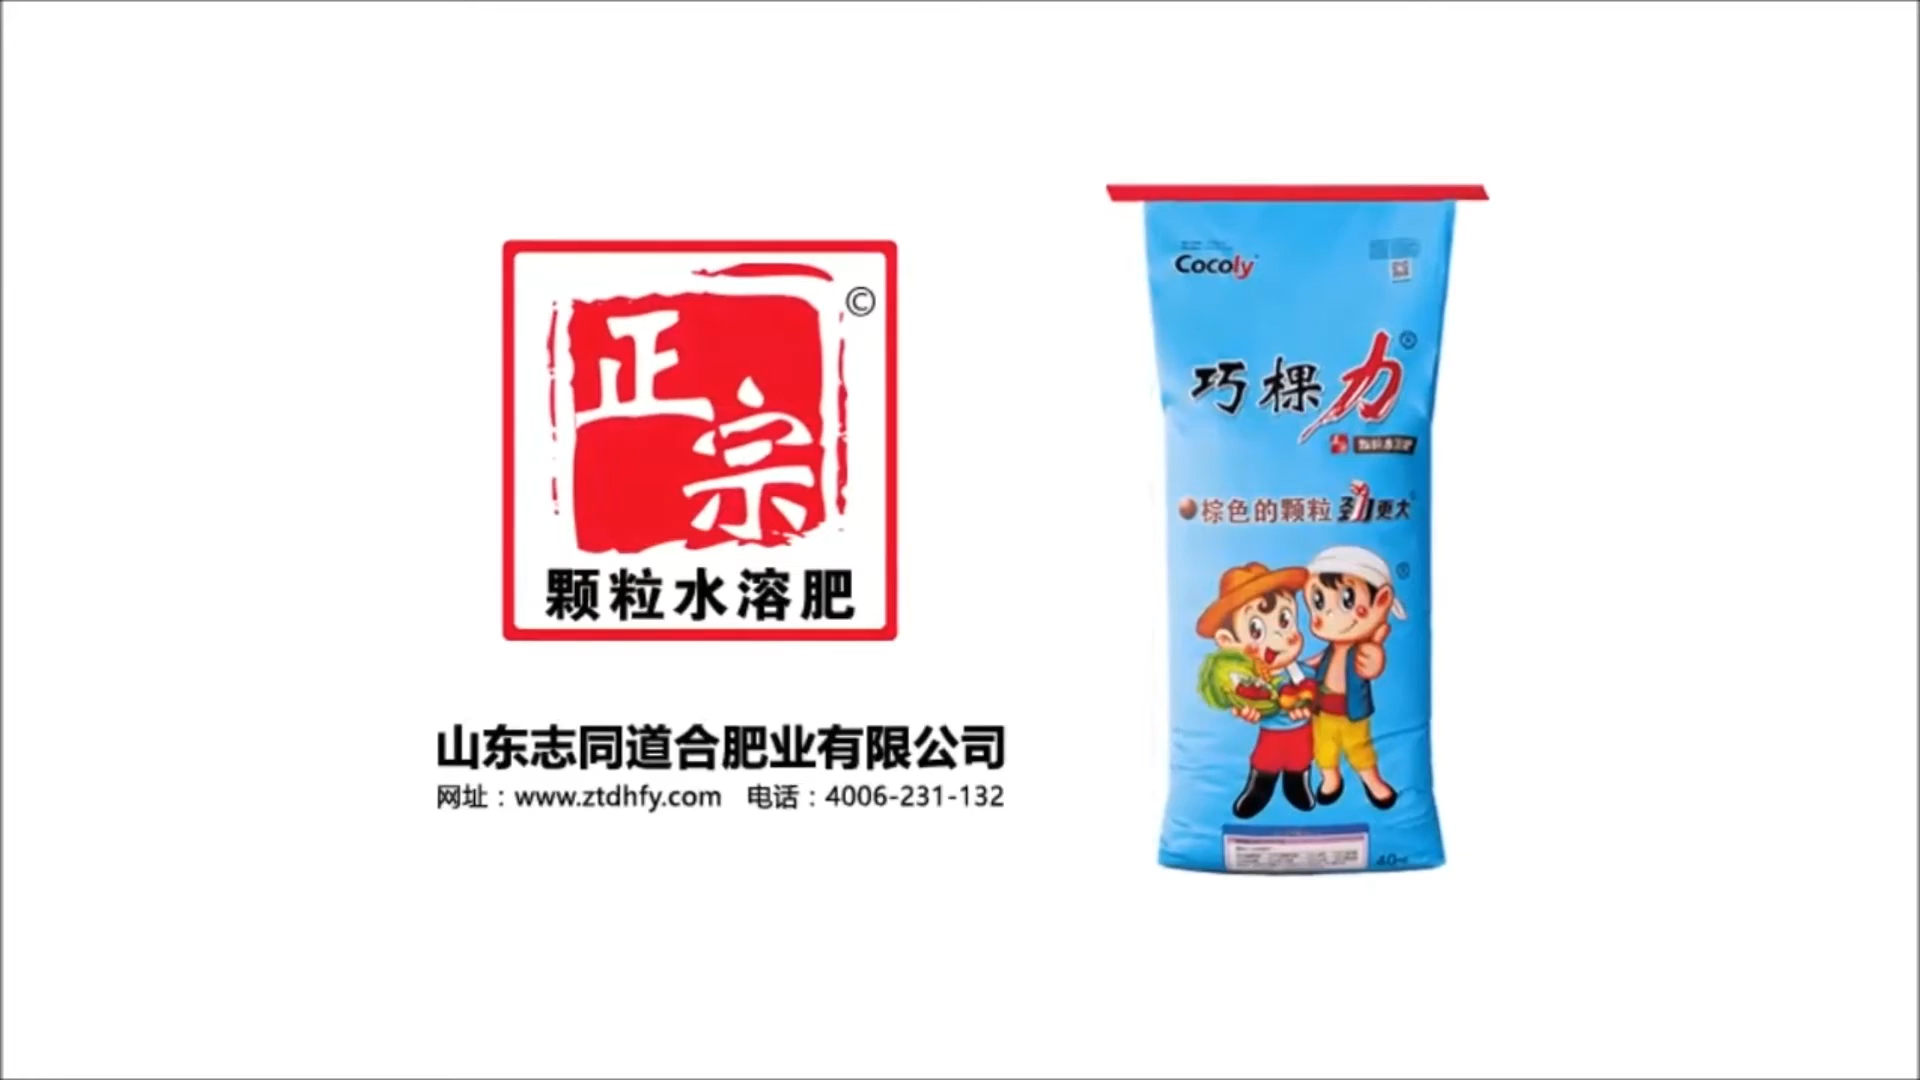 正宗
©
颗粒水溶肥
山东志同道合肥业有限公司
网址：www.ztdhfy.com 电话：4006-231-132
Cocoly
巧棵力®
棕色的颗粒劲更大